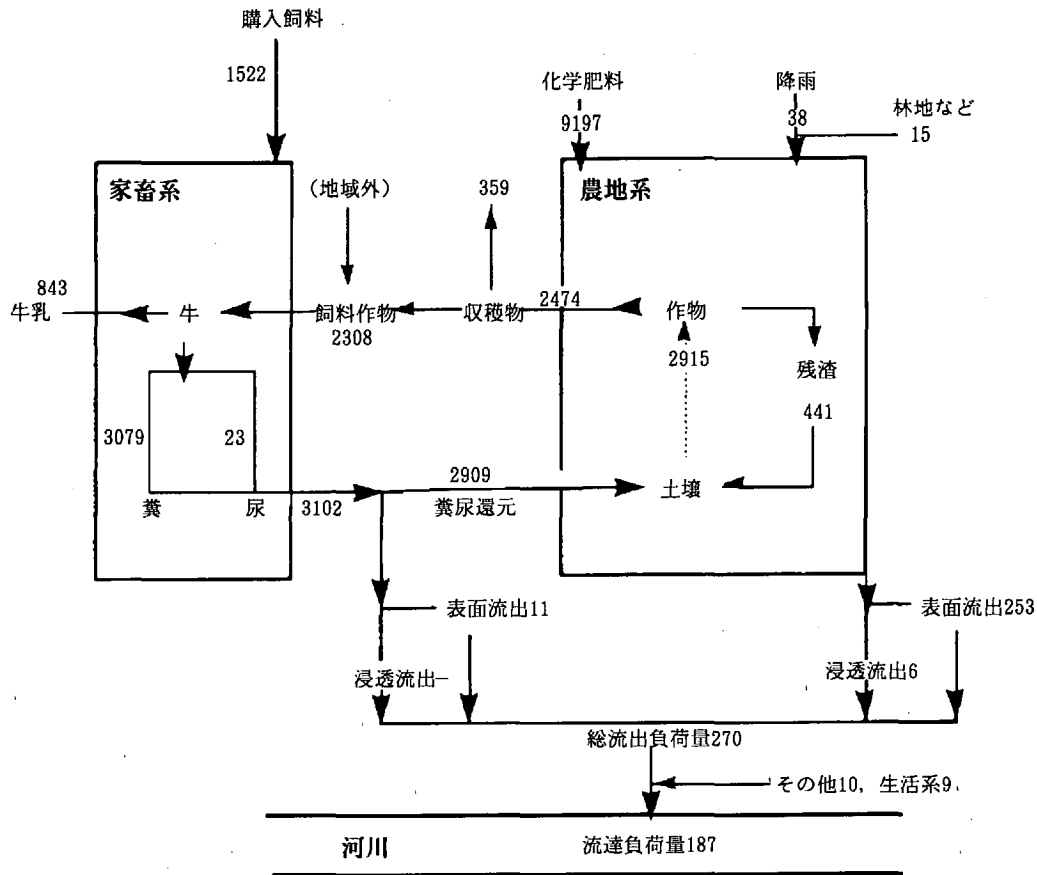 購入飼料
1522
化学肥料
9197
降雨
38
林地など
15
家畜系
(地域外)
359
農地系
843
牛乳
牛
飼料作物
2308
収穫物
2474
作物
2915
残渣
441
3079
23
糞
尿
3102
2909
糞尿還元
土壌
表面流出11
表面流出253
浸透流出−
浸透流出6
総流出負荷量270
その他10,生活系9
河川
流達負荷量187